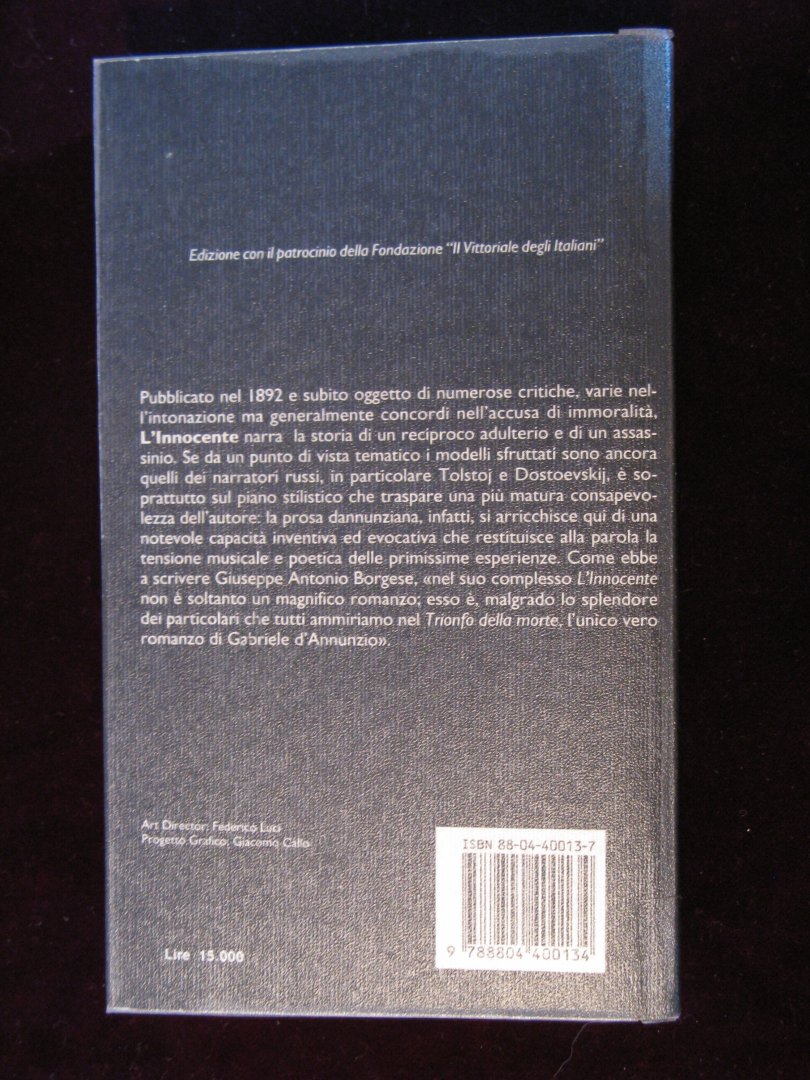 Edizione con il patrocinio della Fondazione "Il Vittoriale degli Italiani"
Pubblicato nel 1892 e subito oggetto di numerose critiche, varie nel-
l'intonazione ma generalmente concordi nell'accusa di immoralità,
L'Innocente narra la storia di un reciproco adulterio e di un assas-
sinio. Se da un punto di vista tematico i modelli sfruttati sono ancora
quelli dei narratori russi, in particolare Tolstoj e Dostoevskij, è so-
prattutto sul piano stilistico che traspare una più matura consapevo-
lezza dell'autore: la prosa dannunziana, infatti, si arricchisce qui di una
notevole capacità inventiva ed evocativa che restituisce alla parola la
tensione musicale e poetica delle primissime esperienze. Come ebbe
a scrivere Giuseppe Antonio Borgese, «nel suo complesso L'Innocente
non é soltanto un magnifico romanzo; esso è, malgrado lo splendore
dei particolari che tutti ammiriamo nel Trionfo della morte, l'unico vero
romanzo di Gabriele d'Annunzio».
Art Director: Federico Luci
Progetto Grafico: Giacomo Callo
Lire 15.000
ISBN 88-04-40013-7
9 788804 400134